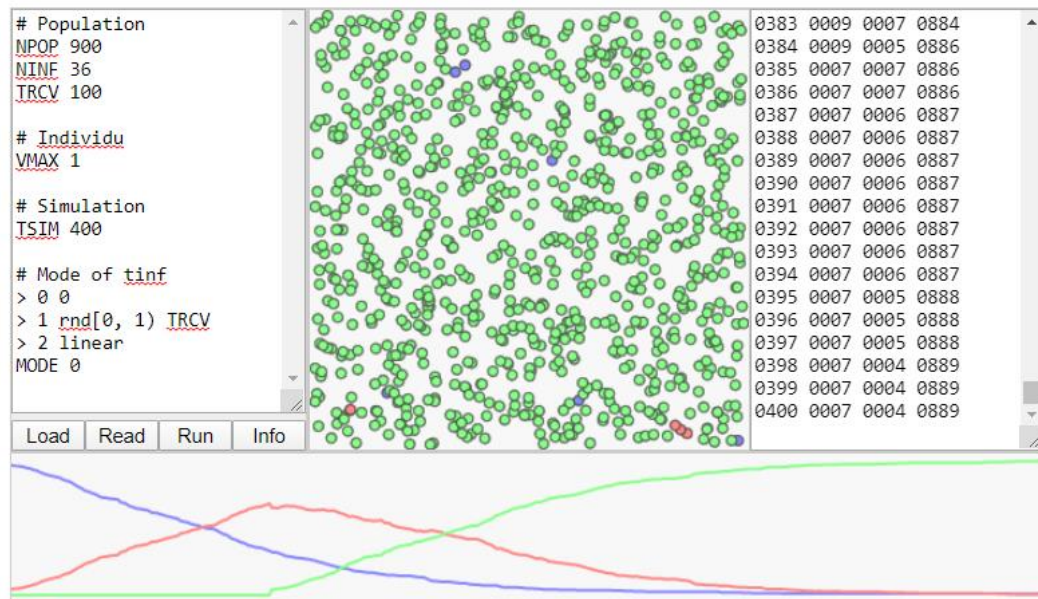 # Population
NPOP 900
NINF 36
TRCV 100
# Individu
VMAX 1
# Simulation
TSIM 400
# Mode of tinf
> 0 0
> 1 rnd[0, 1) TRCV
> 2 linear
MODE 0
Load Read Run Info
0383 0009 0007 0884
0384 0009 0005 0886
0385 0007 0007 0886
0386 0007 0007 0886
0387 0007 0006 0887
0388 0007 0006 0887
0389 0007 0006 0887
0390 0007 0006 0887
0391 0007 0006 0887
0392 0007 0006 0887
0393 0007 0006 0887
0394 0007 0006 0887
0395 0007 0005 0888
0396 0007 0005 0888
0397 0007 0005 0888
0398 0007 0004 0889
0399 0007 0004 0889
0400 0007 0004 0889